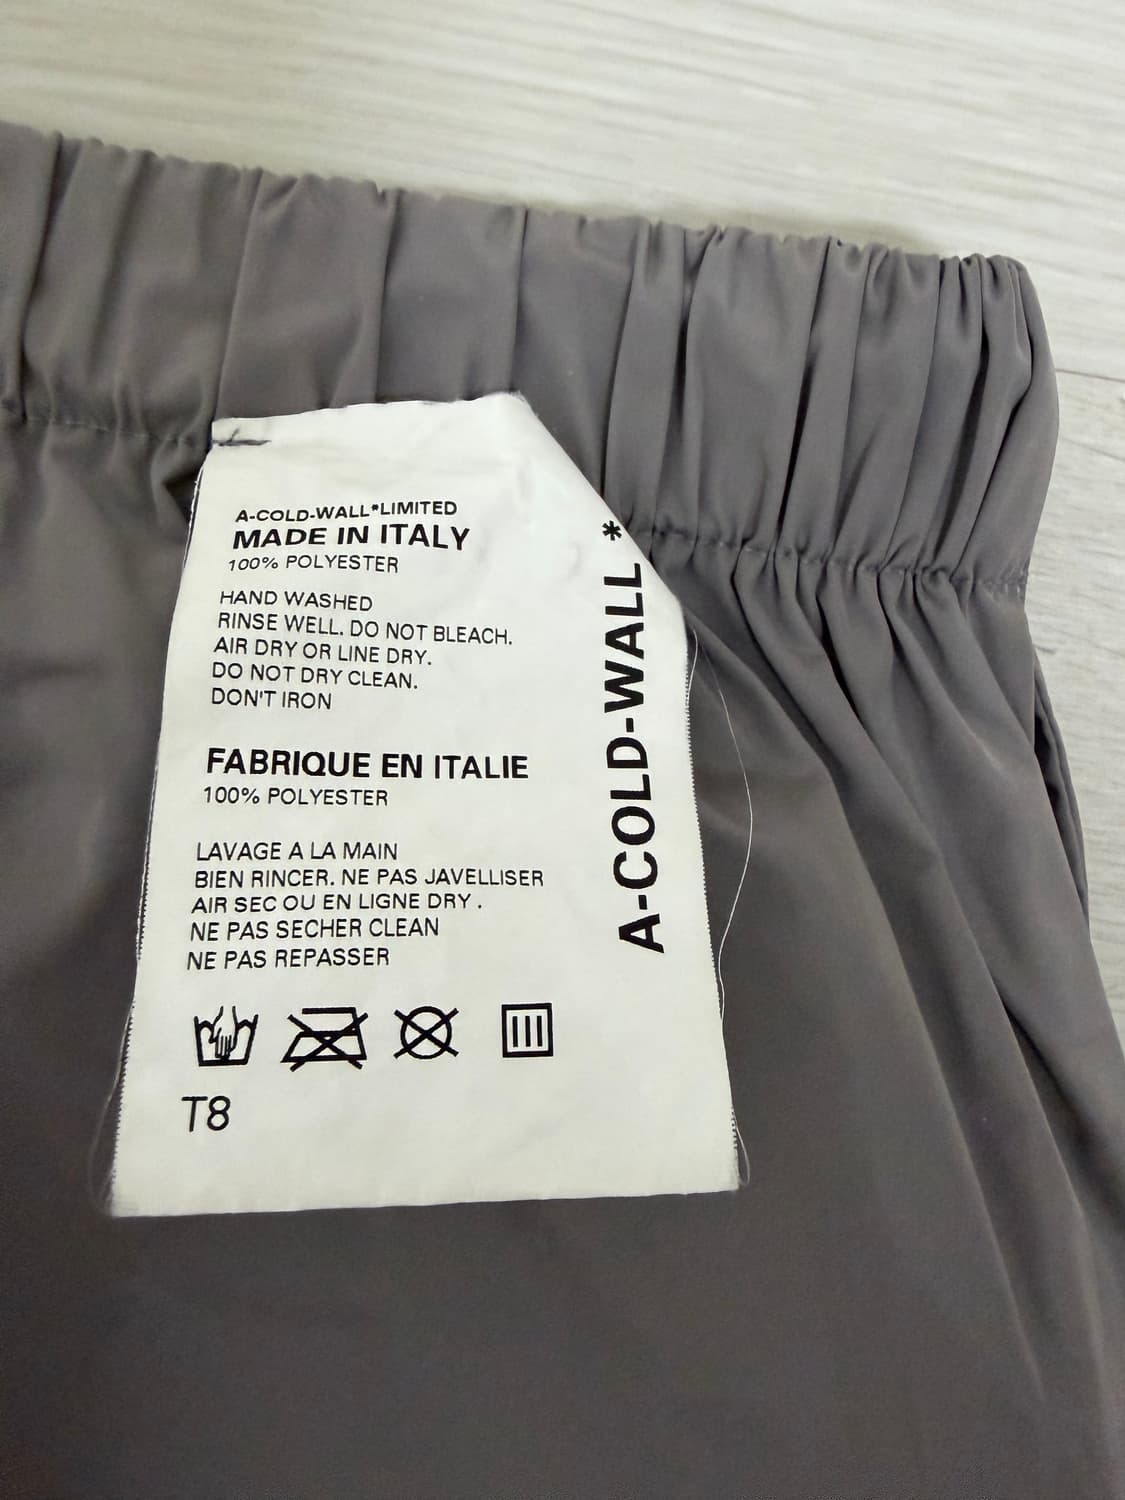 A-COLD-WALL*LIMITED
MADE IN ITALY
100% POLYESTER
HAND WASHED
RINSE WELL. DO NOT BLEACH.
AIR DRY OR LINE DRY.
DO NOT DRY CLEAN.
DON'T IRON
FABRIQUE EN ITALIE
100% POLYESTER
LAVAGE A LA MAIN
BIEN RINCER. NE PAS JAVELLISER
AIR SEC OU EN LIGNE DRY .
NE PAS SECHER CLEAN
NE PAS REPASSER
T8
A-COLD-WALL*